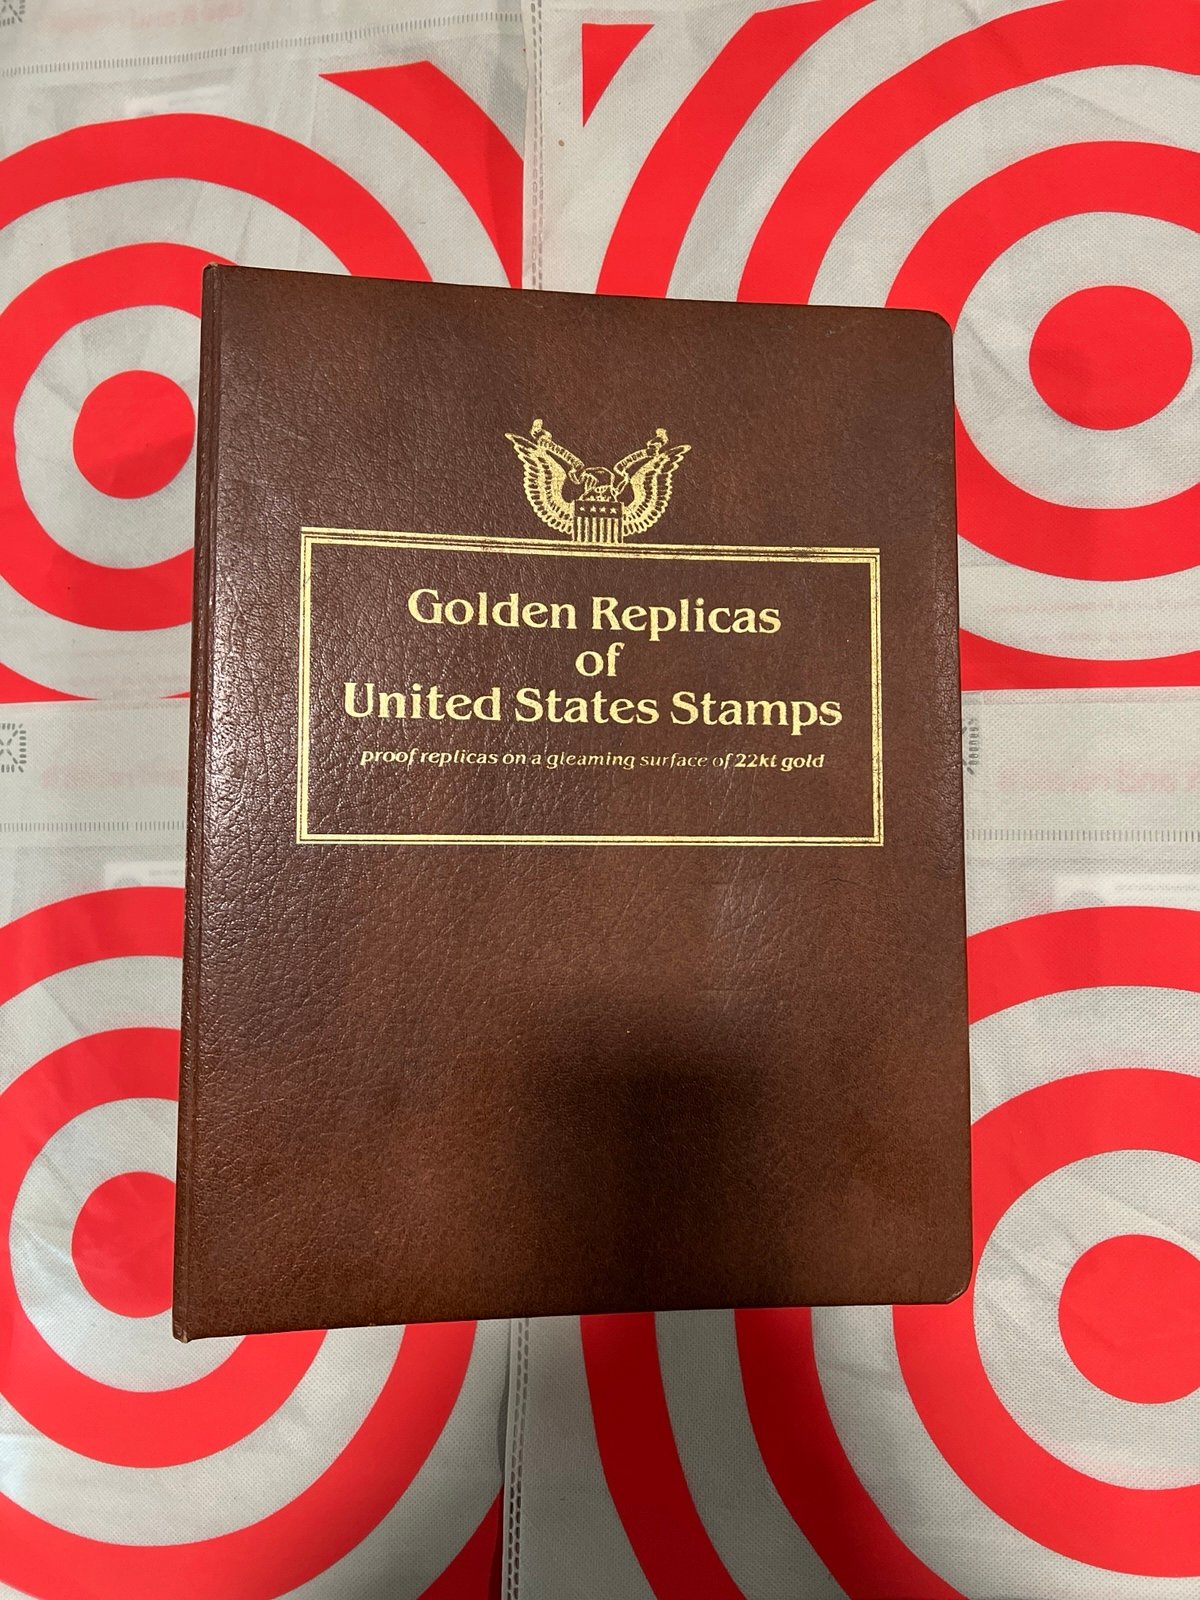 Golden Replicas
of
United States Stamps
proof replicas on a gleaming surface of 22kt gold